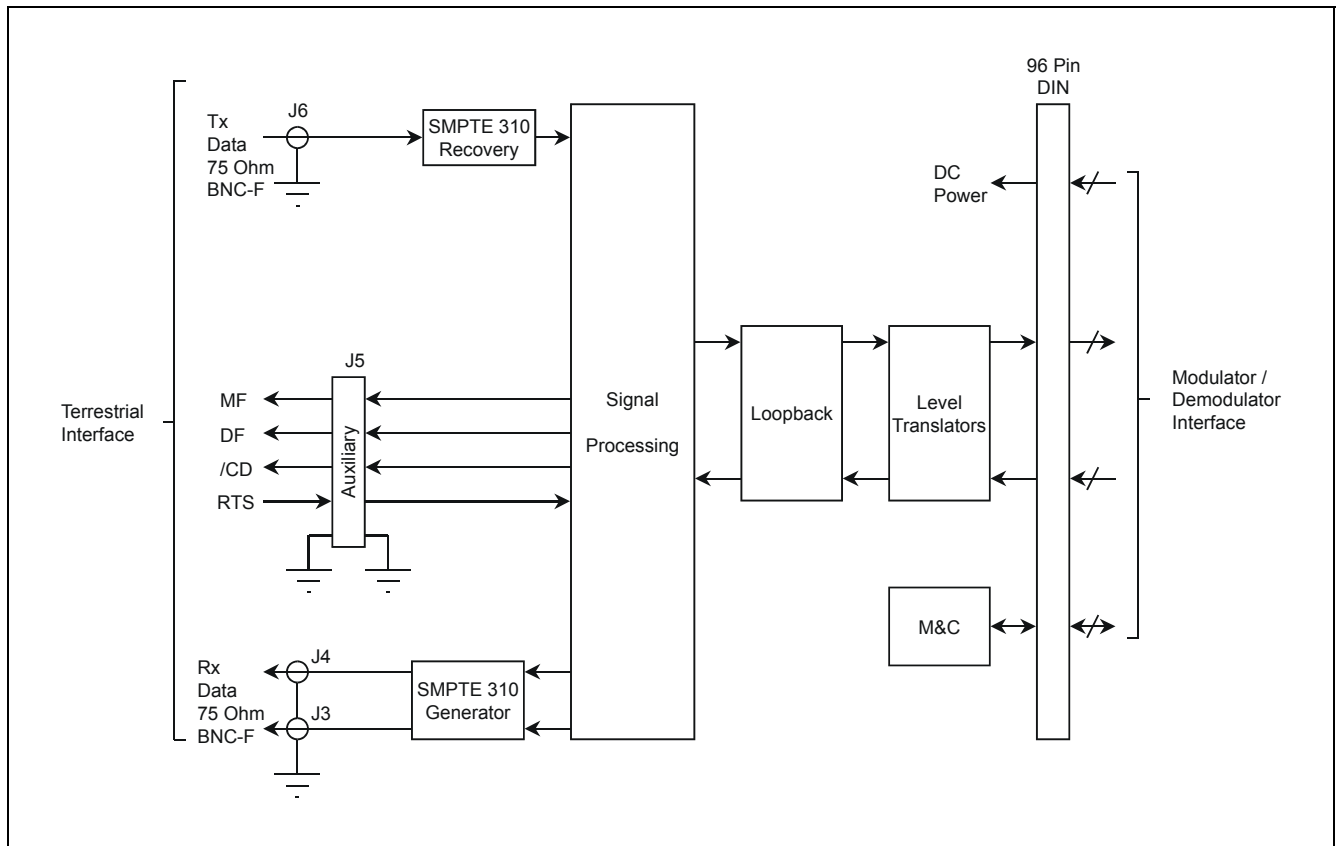 96 Pin
DIN
J6
Tx
Data
75 Ohm
BNC-F
SMPTE 310
Recovery
DC
Power
J5
MF
DF
/CD
RTS
Auxiliary
Terrestrial
Interface
Signal
Processing
Loopback
Level
Translators
Modulator /
Demodulator
Interface
M&C
Rx
Data
75 Ohm
BNC-F
J4
J3
SMPTE 310
Generator